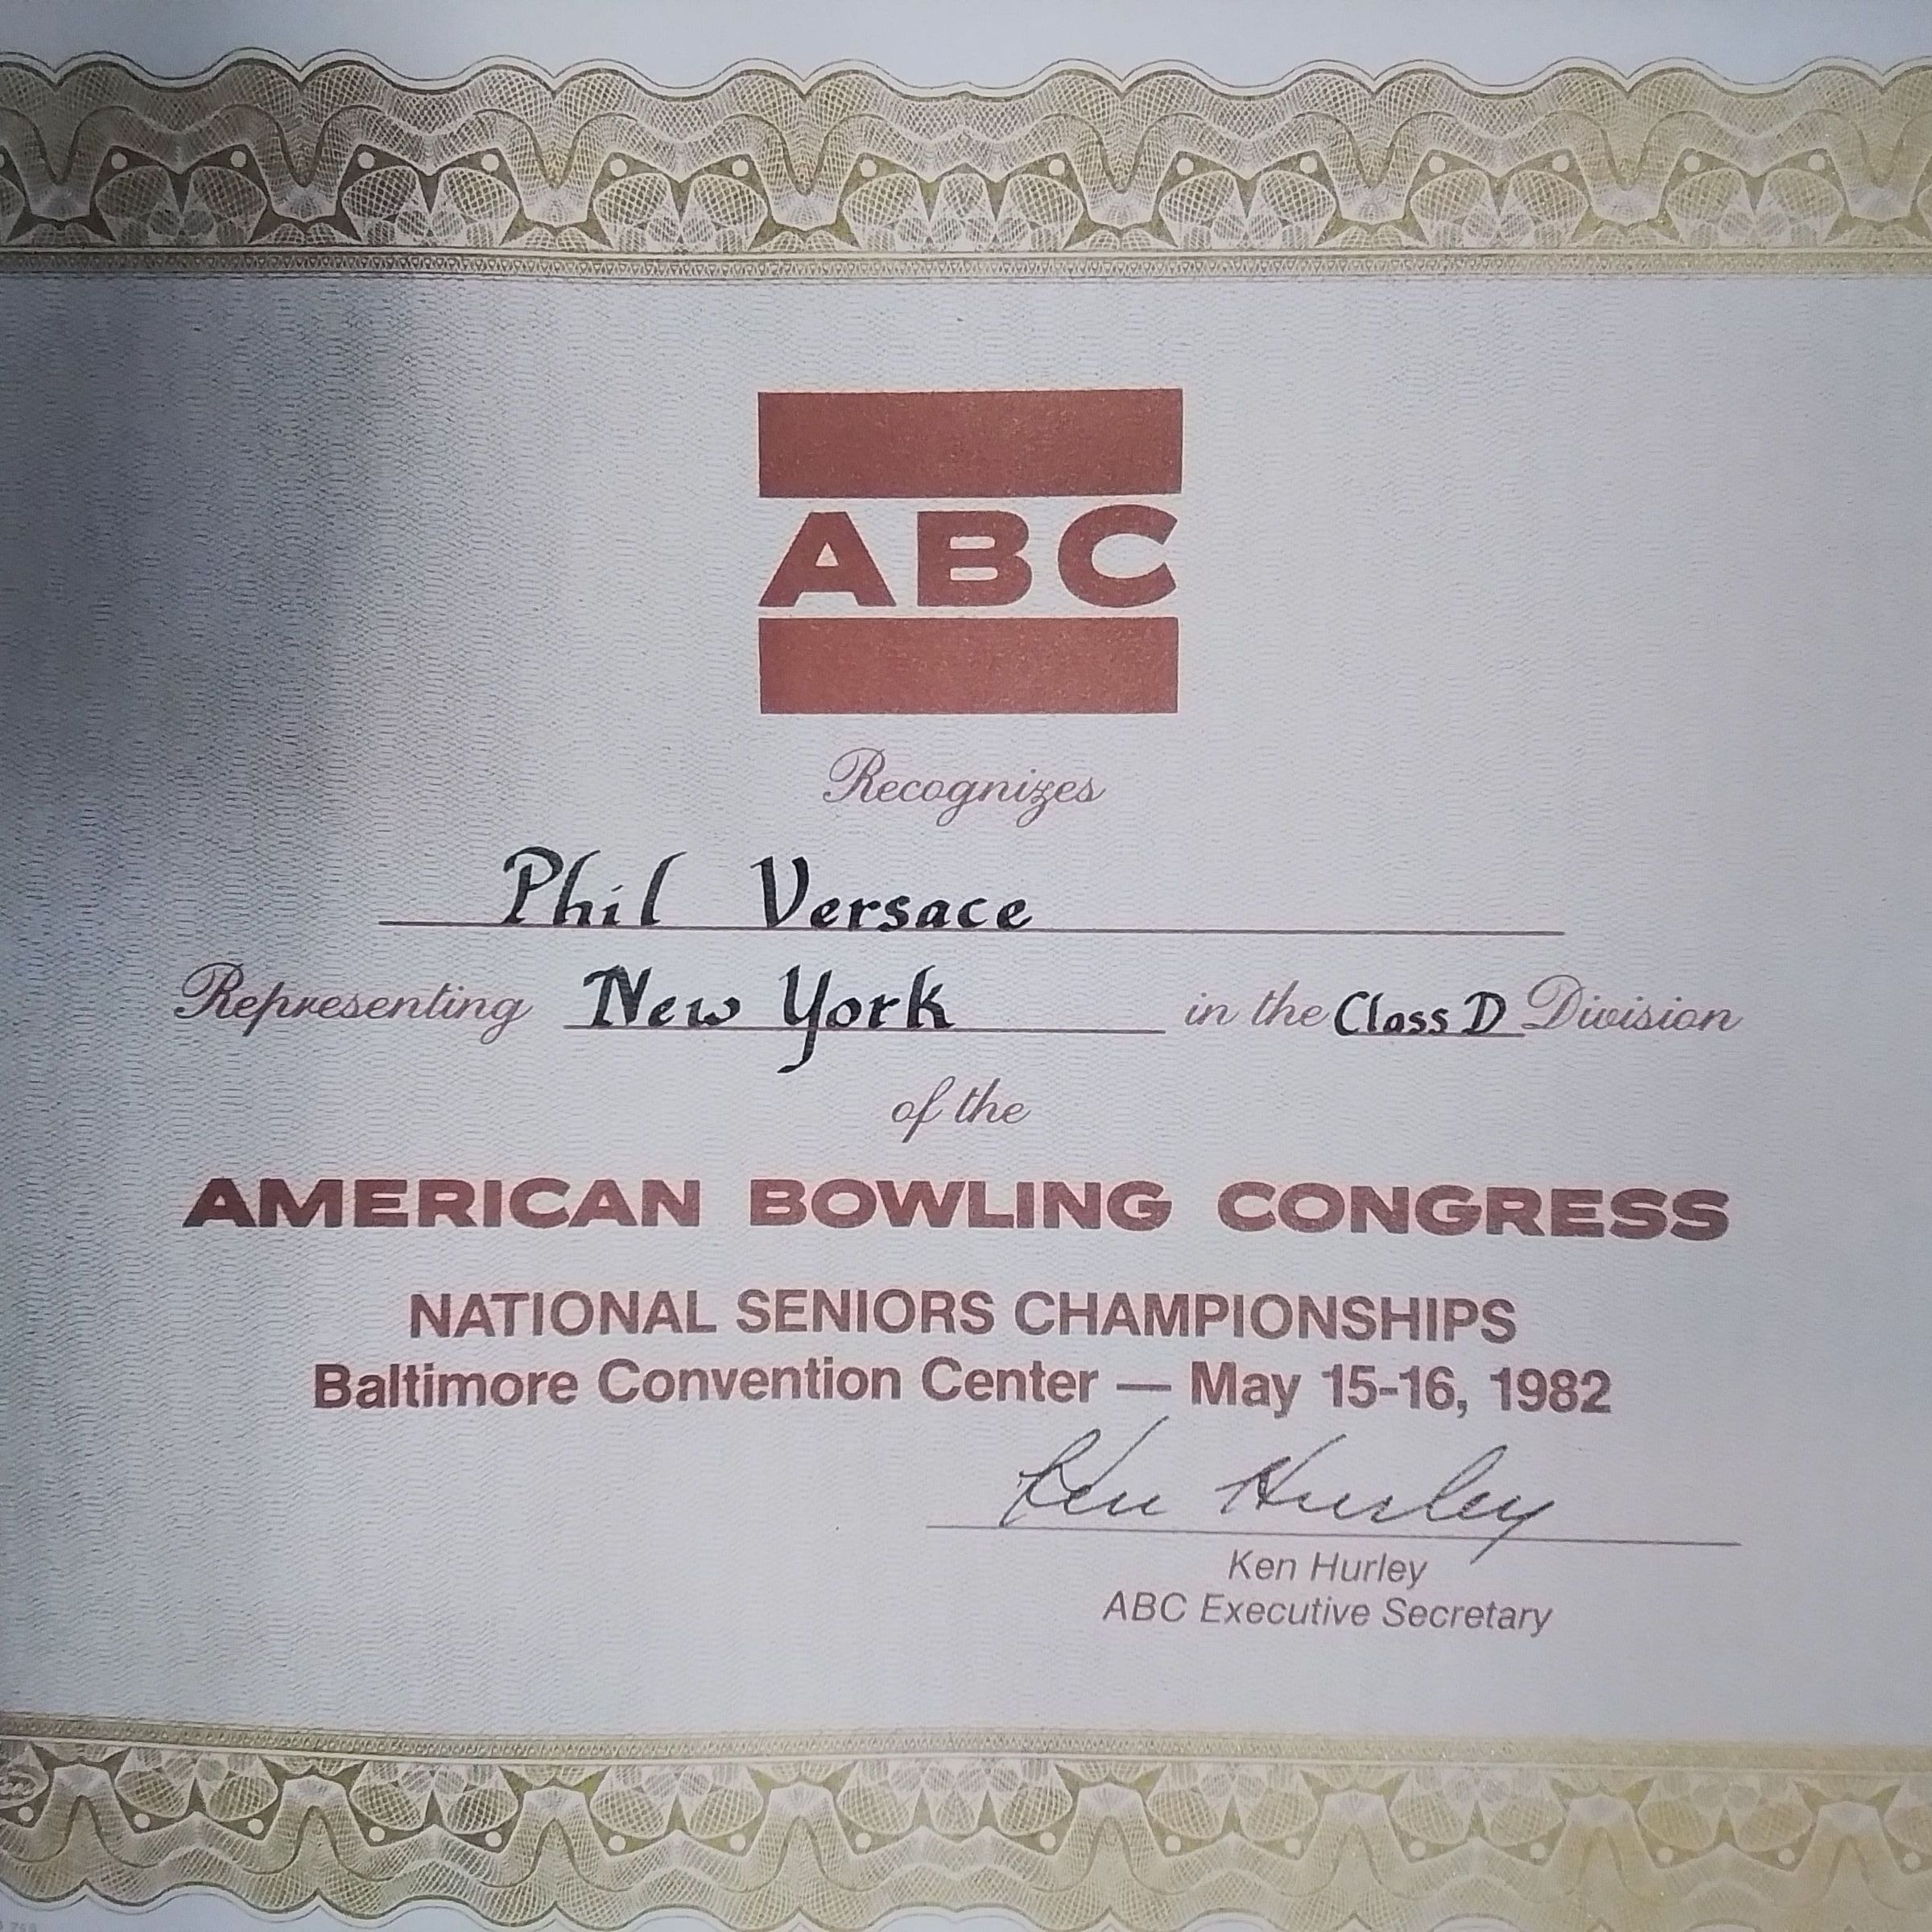 ABC
Recognizes
Phil Versace
Representing New York in the Class D Division
of the
AMERICAN BOWLING CONGRESS
NATIONAL SENIORS CHAMPIONSHIPS
Baltimore Convention Center — May 15-16, 1982
Ken Hurley
Ken Hurley
ABC Executive Secretary